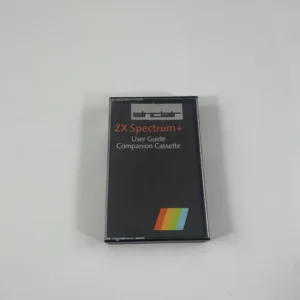 sinclair
ZX Spectrum+
User Guide
Companion Cassette